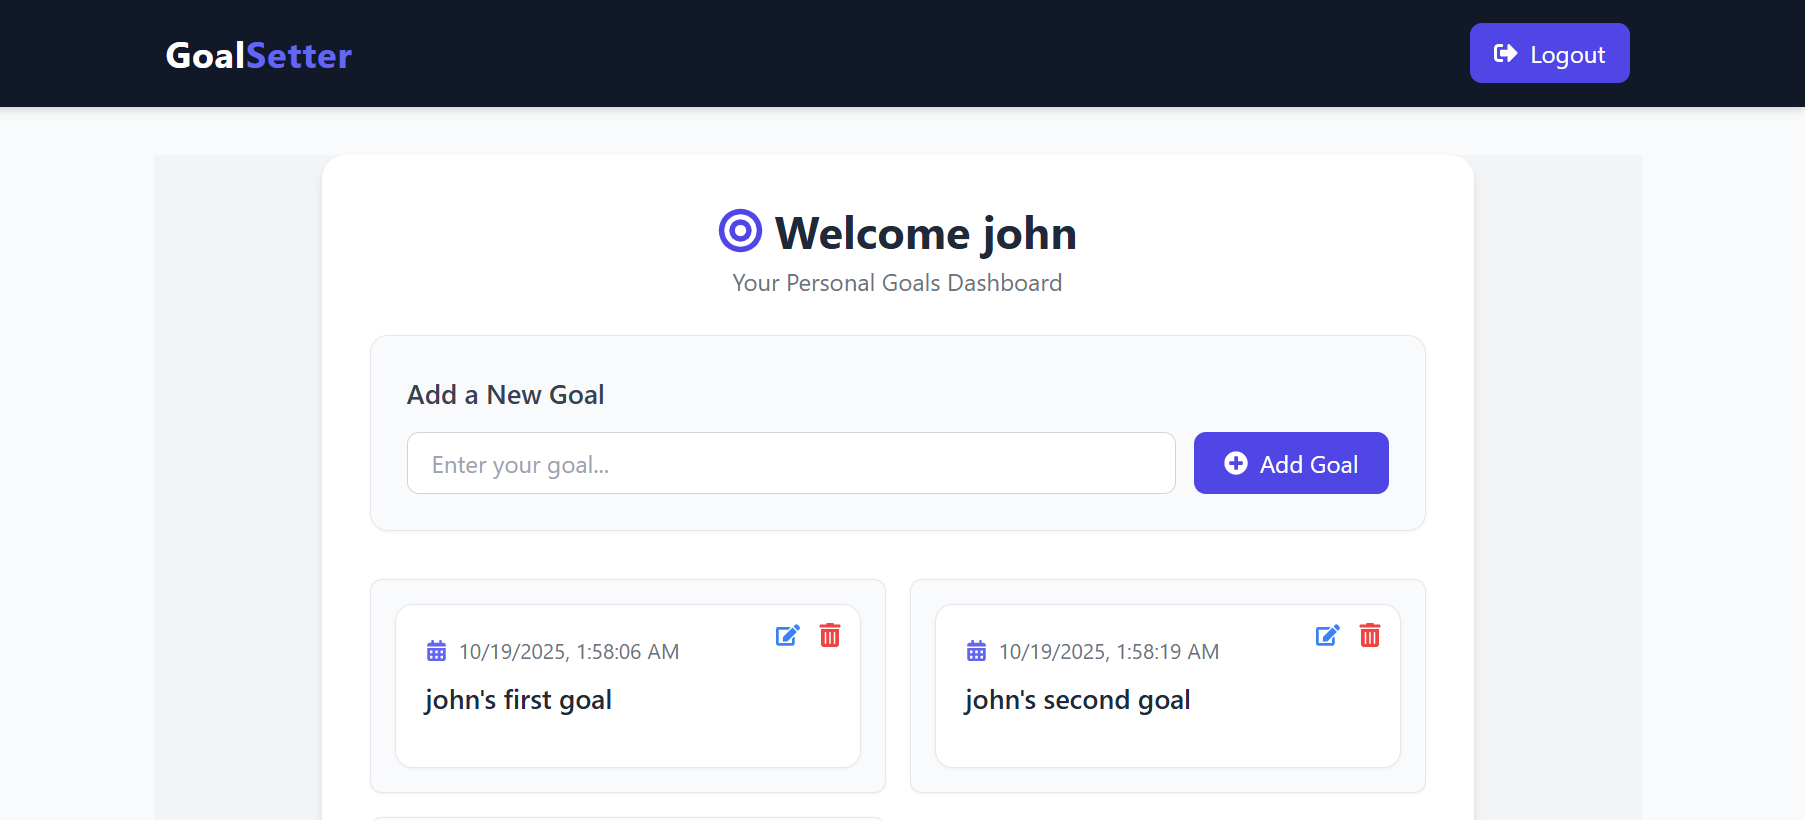 GoalSetter
Logout
Welcome john
Your Personal Goals Dashboard
Add a New Goal
Enter your goal...
Add Goal
10/19/2025, 1:58:06 AM
john's first goal
10/19/2025, 1:58:19 AM
john's second goal